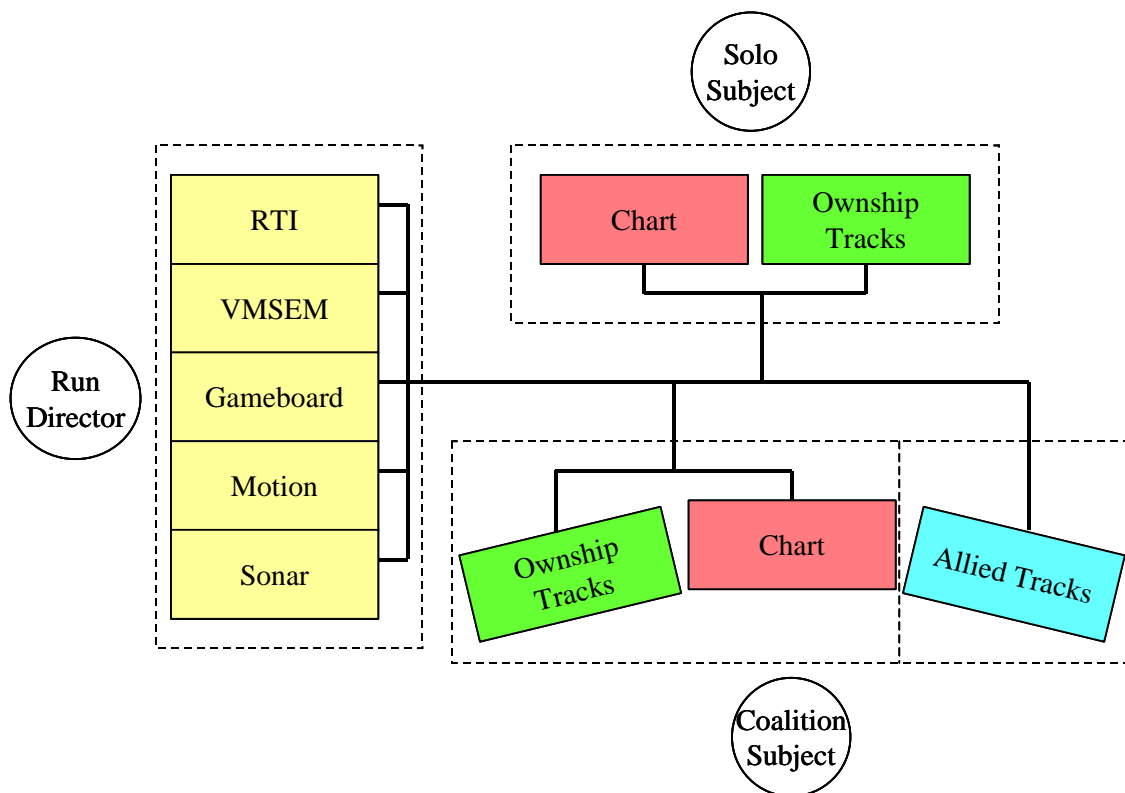 Solo
Subject
RTI
VMSEM
Gameboard
Motion
Sonar
Run
Director
Chart
Ownship
Tracks
Ownship
Tracks
Chart
Allied Tracks
Coalition
Subject